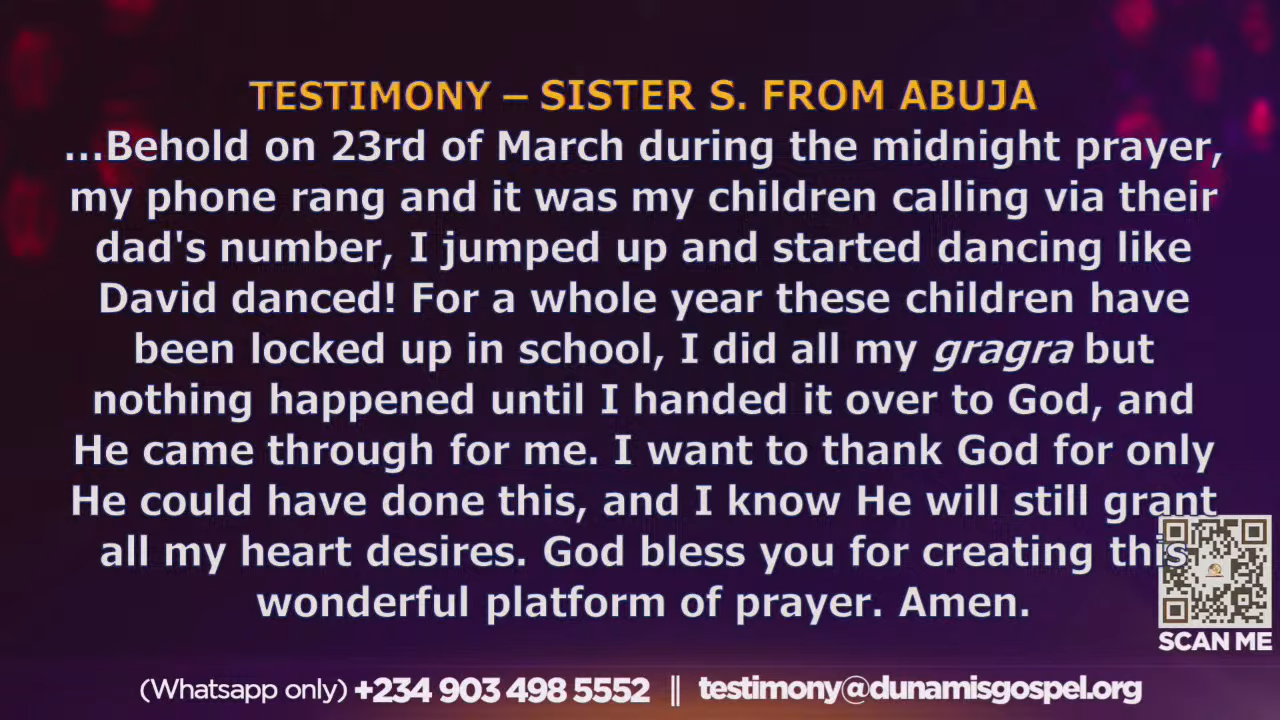 TESTIMONY – SISTER S. FROM ABUJA
...Behold on 23rd of March during the midnight prayer,
my phone rang and it was my children calling via their
dad's number, I jumped up and started dancing like
David danced! For a whole year these children have
been locked up in school, I did all my gragra but
nothing happened until I handed it over to God, and
He came through for me. I want to thank God for only
He could have done this, and I know He will still grant
all my heart desires. God bless you for creating this
wonderful platform of prayer. Amen.
SCAN ME
(Whatsapp only) +234 903 498 5552 || testimony@dunamisgospel.org